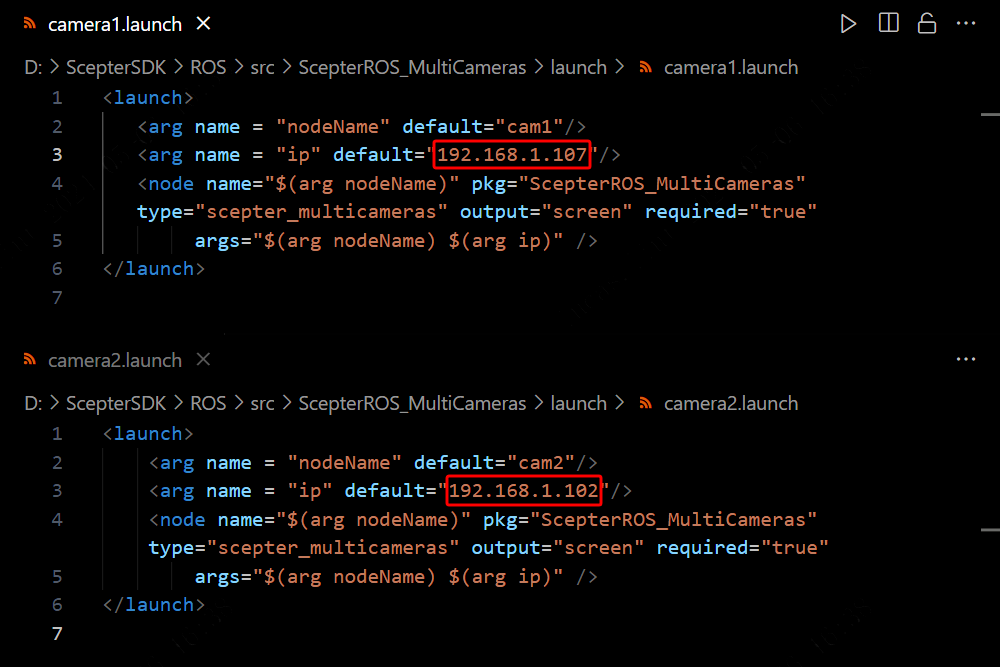 camera1.launch
D: > ScepterSDK > ROS > src > ScepterROS_MultiCameras > launch > camera1.launch
1 <launch>
2 <arg name = "nodeName" default="cam1"/>
3 <arg name = "ip" default="192.168.1.107"/>
4 <node name="$(arg nodeName)" pkg="ScepterROS_MultiCameras"
type="scepter_multicameras" output="screen" required="true"
5 args="$(arg nodeName) $(arg ip)" />
6 </launch>
7
camera2.launch
D: > ScepterSDK > ROS > src > ScepterROS_MultiCameras > launch > camera2.launch
1 <launch>
2 <arg name = "nodeName" default="cam2"/>
3 <arg name = "ip" default="192.168.1.102"/>
4 <node name="$(arg nodeName)" pkg="ScepterROS_MultiCameras"
type="scepter_multicameras" output="screen" required="true"
5 args="$(arg nodeName) $(arg ip)" />
6 </launch>
7